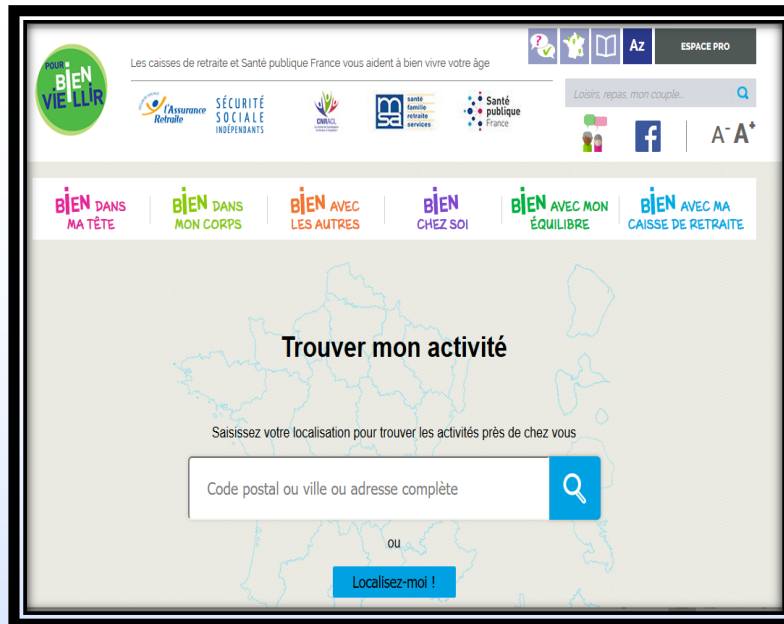 POUR
BIEN
VIEILLIR
Les caisses de retraite et Santé publique France vous aident à bien vivre votre âge
Az
ESPACE PRO
l'Assurance
Retraite
SÉCURITÉ
SOCIALE
INDÉPENDANTS
CNRACL
msa
santé
famille
retraite
services
Santé
publique
France
Loisirs, repas, mon couple...
A- A+
BIEN DANS
MA TÊTE
BIEN DANS
MON CORPS
BIEN AVEC
LES AUTRES
BIEN
CHEZ SOI
BIEN AVEC MON
ÉQUILIBRE
BIEN AVEC MA
CAISSE DE RETRAITE
Trouver mon activité
Saisissez votre localisation pour trouver les activités près de chez vous
Code postal ou ville ou adresse complète
ou
Localisez-moi !